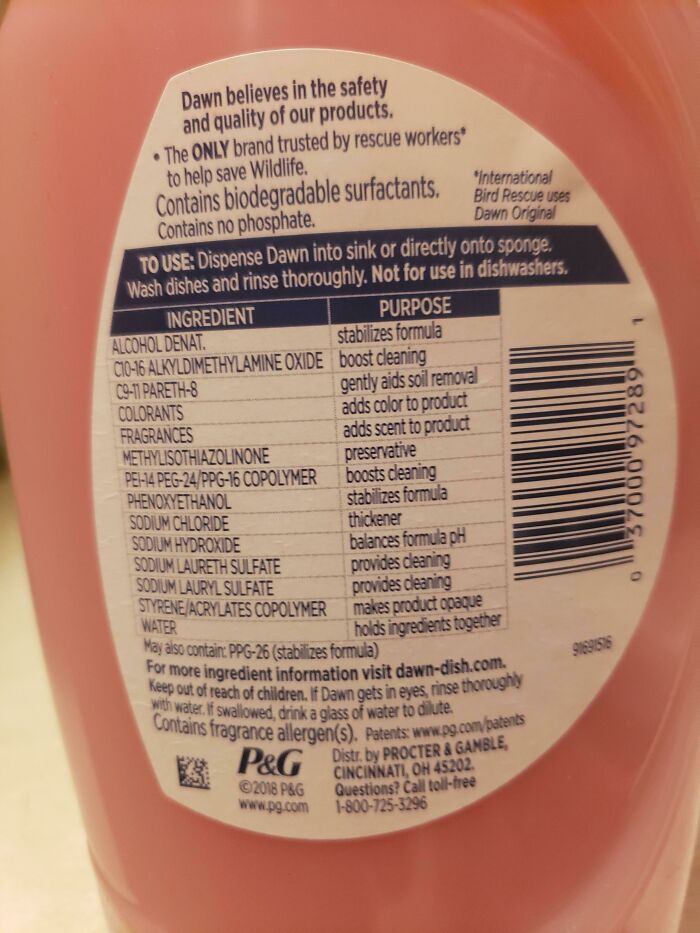 Dawn believes in the safety
and quality of our products.
• The ONLY brand trusted by rescue workers*
to help save Wildlife.
Contains biodegradable surfactants.
Contains no phosphate.
*International
Bird Rescue uses
Dawn Original
TO USE: Dispense Dawn into sink or directly onto sponge.
Wash dishes and rinse thoroughly. Not for use in dishwashers.
INGREDIENT PURPOSE
ALCOHOL DENAT. stabilizes formula
C10-16 ALKYLDIMETHYLAMINE OXIDE boost cleaning
C9-11 PARETH-8 gently aids soil removal
COLORANTS adds color to product
FRAGRANCES adds scent to product
METHYLISOTHIAZOLINONE preservative
PEI-14 PEG-24/PPG-16 COPOLYMER boosts cleaning
PHENOXYETHANOL stabilizes formula
SODIUM CHLORIDE thickener
SODIUM HYDROXIDE balances formula pH
SODIUM LAURETH SULFATE provides cleaning
SODIUM LAURYL SULFATE provides cleaning
STYRENE/ACRYLATES COPOLYMER makes product opaque
WATER holds ingredients together
May also contain: PPG-26 (stabilizes formula)
For more ingredient information visit dawn-dish.com.
Keep out of reach of children. If Dawn gets in eyes, rinse thoroughly
with water. If swallowed, drink a glass of water to dilute.
Contains fragrance allergen(s). Patents: www.pg.com/patents
P&G
©2018 P&G
www.pg.com
Distr. by PROCTER & GAMBLE,
CINCINNATI, OH 45202.
Questions? Call toll-free
1-800-725-3296
0 37000 97289 1
91691516